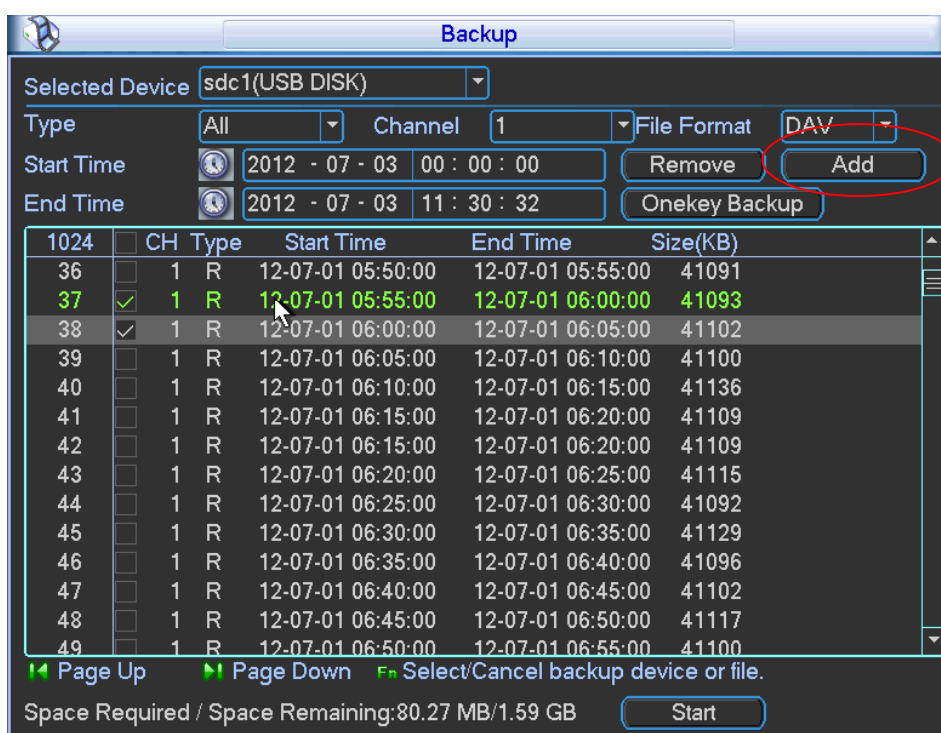 Backup
Selected Device sdc1(USB DISK)
Type All Channel 1 File Format DAV
Start Time 2012 - 07 - 03 00 : 00 : 00 Remove Add
End Time 2012 - 07 - 03 11 : 30 : 32 Onekey Backup
1024 CH Type Start Time End Time Size(KB)
36 1 R 12-07-01 05:50:00 12-07-01 05:55:00 41091
37 1 R 12-07-01 05:55:00 12-07-01 06:00:00 41093
38 1 R 12-07-01 06:00:00 12-07-01 06:05:00 41102
39 1 R 12-07-01 06:05:00 12-07-01 06:10:00 41100
40 1 R 12-07-01 06:10:00 12-07-01 06:15:00 41136
41 1 R 12-07-01 06:15:00 12-07-01 06:20:00 41109
42 1 R 12-07-01 06:15:00 12-07-01 06:20:00 41109
43 1 R 12-07-01 06:20:00 12-07-01 06:25:00 41115
44 1 R 12-07-01 06:25:00 12-07-01 06:30:00 41092
45 1 R 12-07-01 06:30:00 12-07-01 06:35:00 41129
46 1 R 12-07-01 06:35:00 12-07-01 06:40:00 41096
47 1 R 12-07-01 06:40:00 12-07-01 06:45:00 41102
48 1 R 12-07-01 06:45:00 12-07-01 06:50:00 41117
49 1 R 12-07-01 06:50:00 12-07-01 06:55:00 41100
Page Up Page Down Fn Select/Cancel backup device or file.
Space Required / Space Remaining:80.27 MB/1.59 GB Start